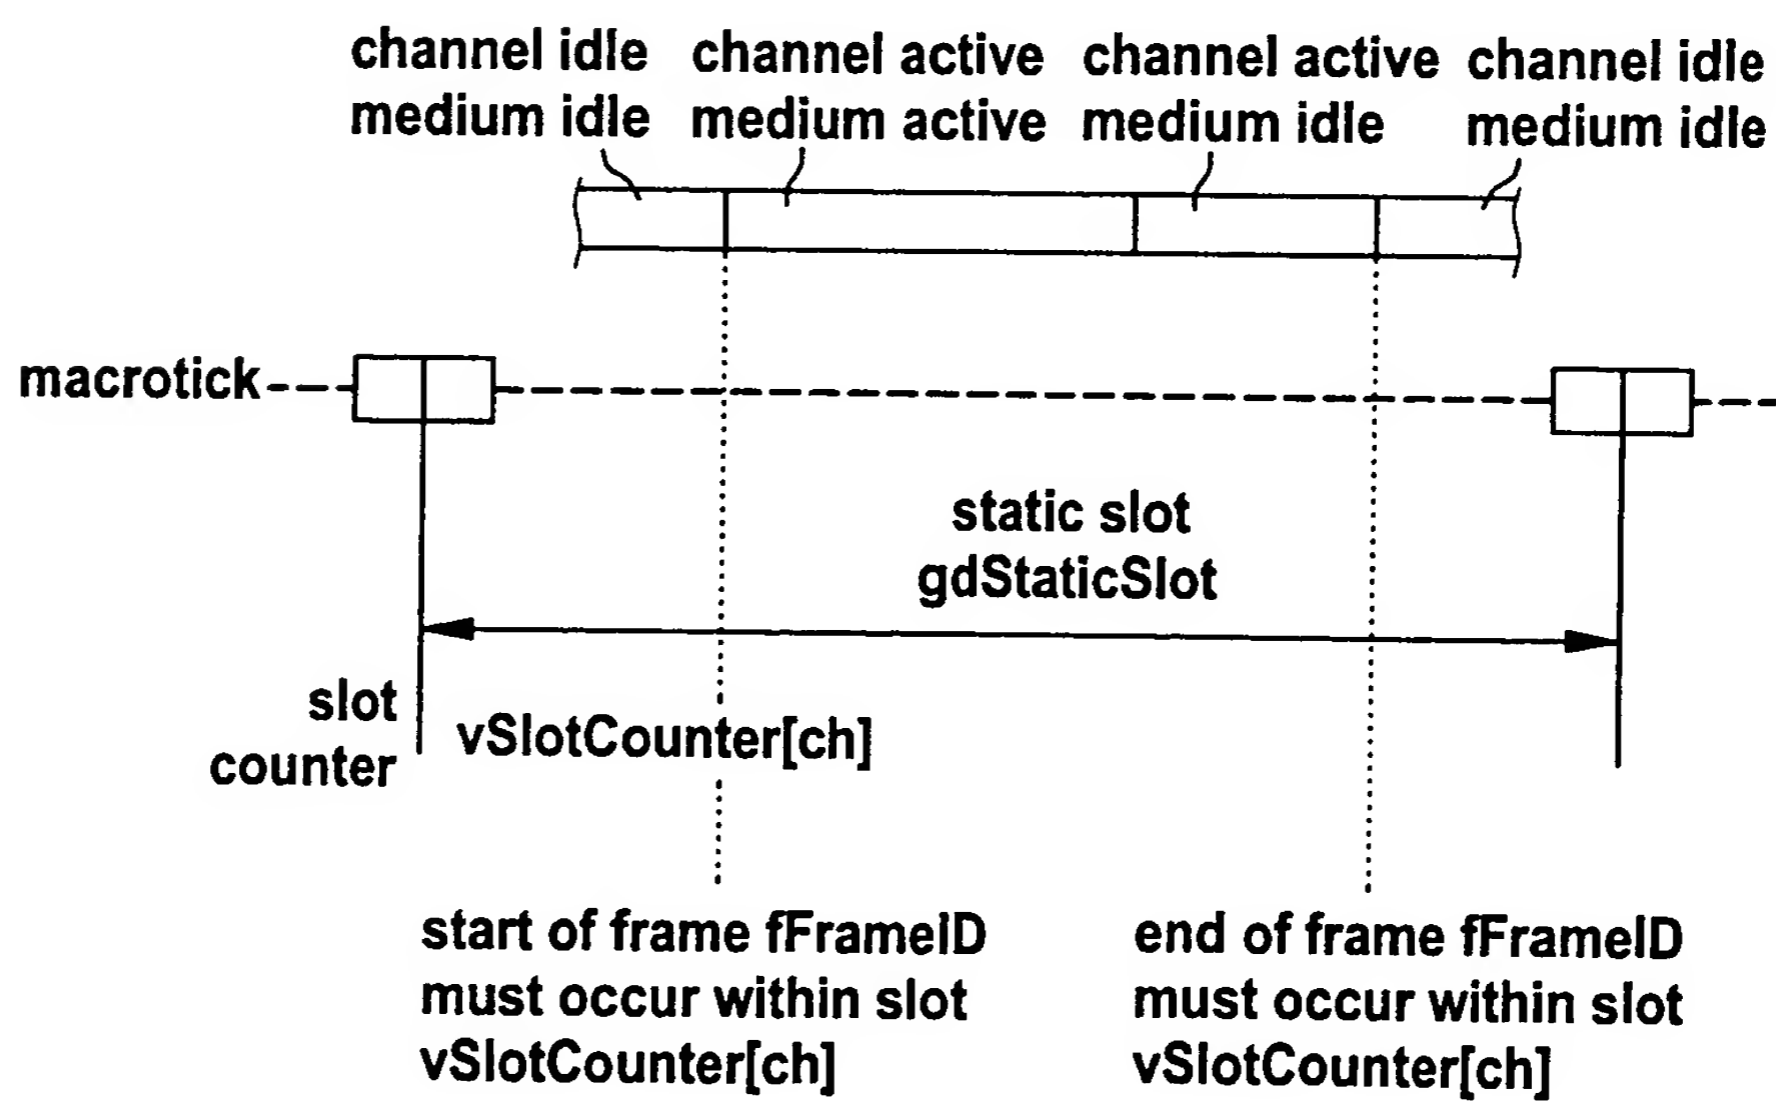 channel idle
medium idle
channel active
medium active
channel active
medium idle
channel idle
medium idle
macrotick
static slot
gdStaticSlot
slot
counter
vSlotCounter[ch]
start of frame fFrameID
must occur within slot
vSlotCounter[ch]
end of frame fFrameID
must occur within slot
vSlotCounter[ch]